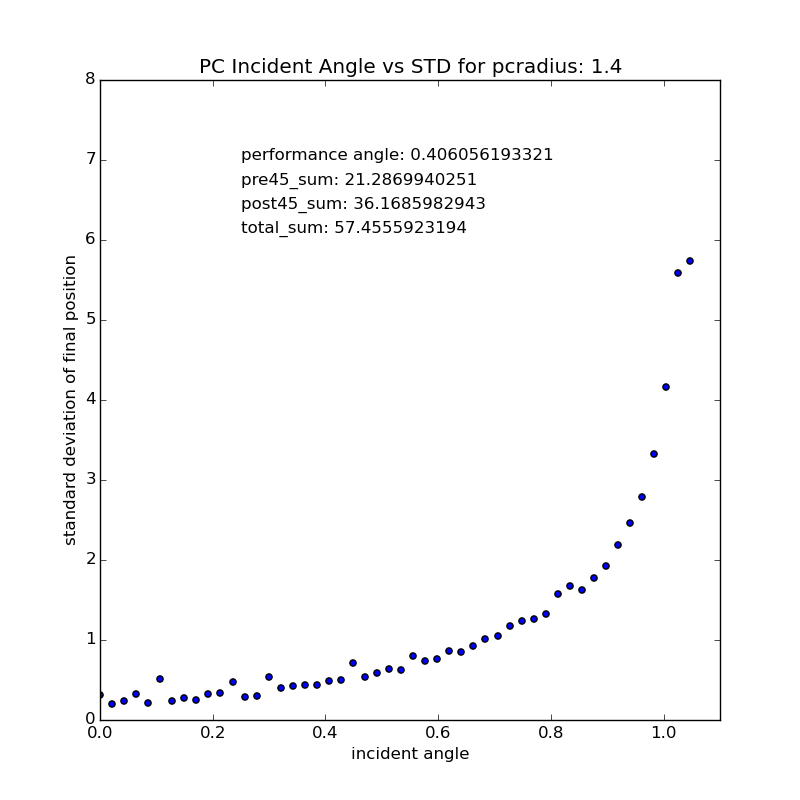 PC Incident Angle vs STD for pcradius: 1.4
8
7
6
5
4
3
2
1
0
standard deviation of final position
performance angle: 0.406056193321
pre45_sum: 21.2869940251
post45_sum: 36.1685982943
total_sum: 57.4555923194
0.0 0.2 0.4 0.6 0.8 1.0
incident angle